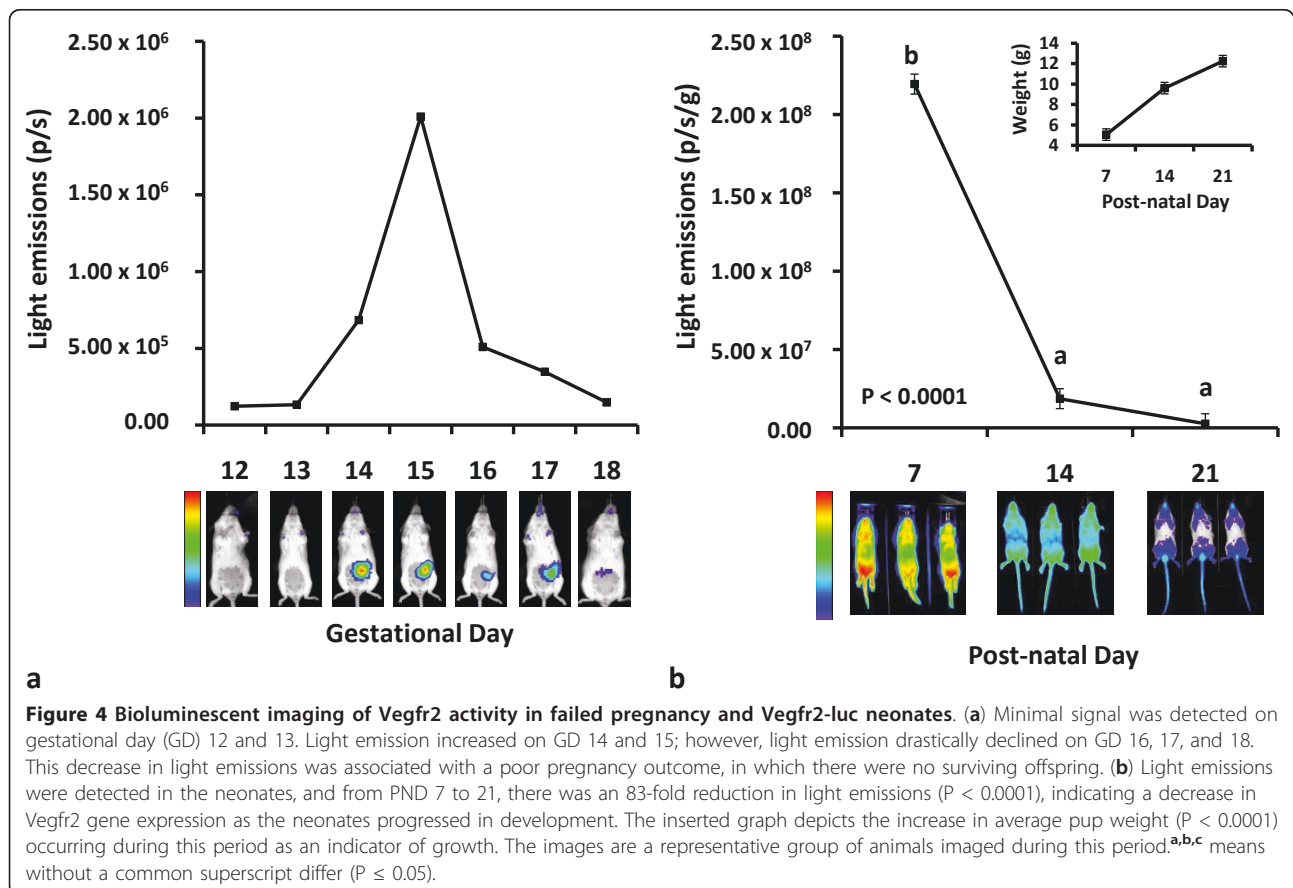 2.50 x 10⁶
2.00 x 10⁶
1.50 x 10⁶
1.00 x 10⁶
5.00 x 10⁵
0.00
Light emissions (p/s)
12 13 14 15 16 17 18
Gestational Day
a
2.50 x 10⁸
2.00 x 10⁸
1.50 x 10⁸
1.00 x 10⁸
5.00 x 10⁷
0.00
Light emissions (p/s/g)
b
a
a
P < 0.0001
14
12
10
8
6
4
Weight (g)
7 14 21
Post-natal Day
7 14 21
Post-natal Day
b
Figure 4 Bioluminescent imaging of Vegfr2 activity in failed pregnancy and Vegfr2-luc neonates. (a) Minimal signal was detected on
gestational day (GD) 12 and 13. Light emission increased on GD 14 and 15; however, light emission drastically declined on GD 16, 17, and 18.
This decrease in light emissions was associated with a poor pregnancy outcome, in which there were no surviving offspring. (b) Light emissions
were detected in the neonates, and from PND 7 to 21, there was an 83-fold reduction in light emissions (P < 0.0001), indicating a decrease in
Vegfr2 gene expression as the neonates progressed in development. The inserted graph depicts the increase in average pup weight (P < 0.0001)
occurring during this period as an indicator of growth. The images are a representative group of animals imaged during this period.a,b,c means
without a common superscript differ (P ≤ 0.05).